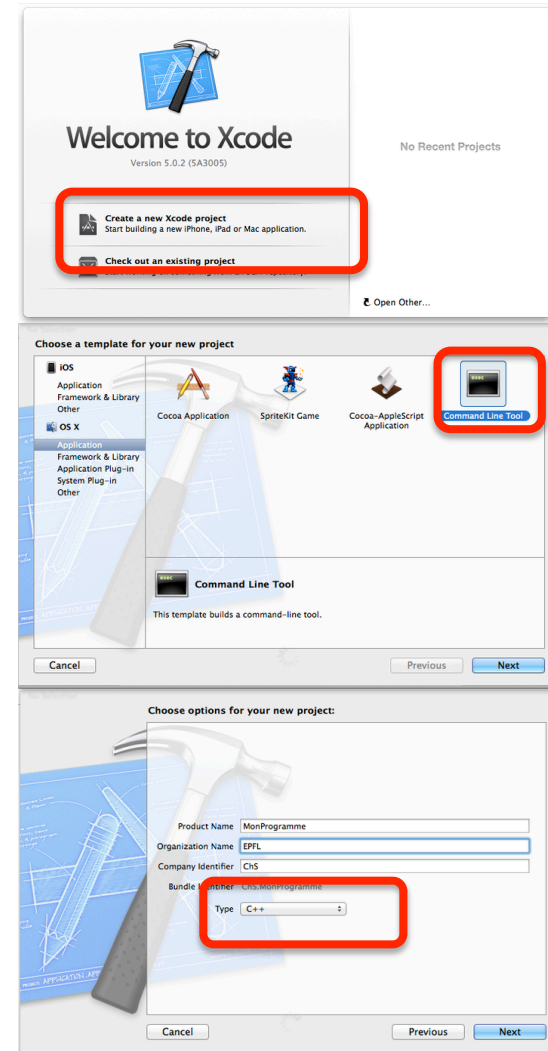 Welcome to Xcode
Version 5.0.2 (5A3005)
No Recent Projects
Create a new Xcode project
Start building a new iPhone, iPad or Mac application.
Check out an existing project
Open Other...
Choose a template for your new project
iOS
Application
Framework & Library
Other
OS X
Application
Framework & Library
Application Plug-in
System Plug-in
Other
Cocoa Application
SpriteKit Game
Cocoa-AppleScript
Application
Command Line Tool
Command Line Tool
This template builds a command-line tool.
Cancel
Previous
Next
Choose options for your new project:
Product Name MonProgramme
Organization Name EPFL
Company Identifier ChS
Bundle Identifier ChS.MonProgramme
Type C++
Cancel
Previous
Next